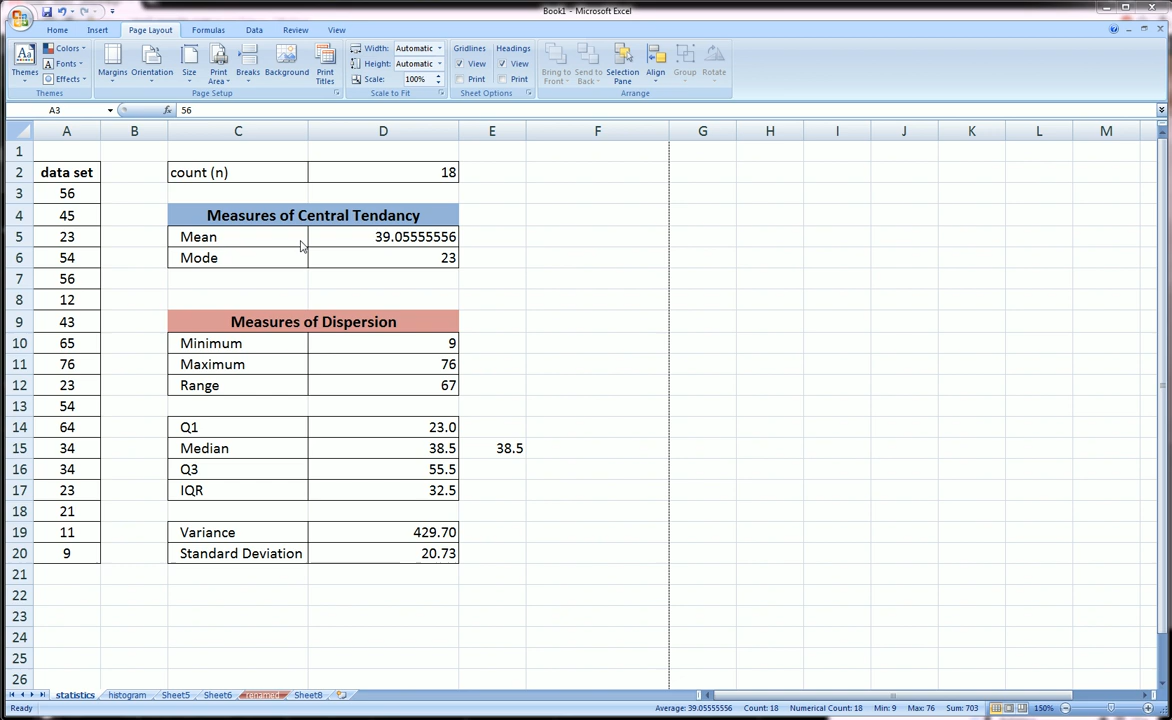 Book1 - Microsoft Excel
Home Insert Page Layout Formulas Data Review View
Colors Width: Automatic Gridlines Headings
Fonts Height: Automatic View View
Effects Scale: 100% Print Print
Themes Margins Orientation Size Print Area Breaks Background Print Titles Bring to Front Send to Back Selection Pane Align Group Rotate
Themes Page Setup Scale to Fit Sheet Options Arrange
A3 fx 56
A B C D E F G H I J K L M
1
2 data set count (n) 18
3 56
4 45 Measures of Central Tendancy
5 23 Mean 39.05555556
6 54 Mode 23
7 56
8 12
9 43 Measures of Dispersion
10 65 Minimum 9
11 76 Maximum 76
12 23 Range 67
13 54
14 64 Q1 23.0
15 34 Median 38.5 38.5
16 34 Q3 55.5
17 23 IQR 32.5
18 21
19 11 Variance 429.70
20 9 Standard Deviation 20.73
21
22
23
24
25
26
statistics histogram Sheet5 Sheet6 renamed Sheet8
Ready Average: 39.05555556 Count: 18 Numerical Count: 18 Min: 9 Max: 76 Sum: 703 150%